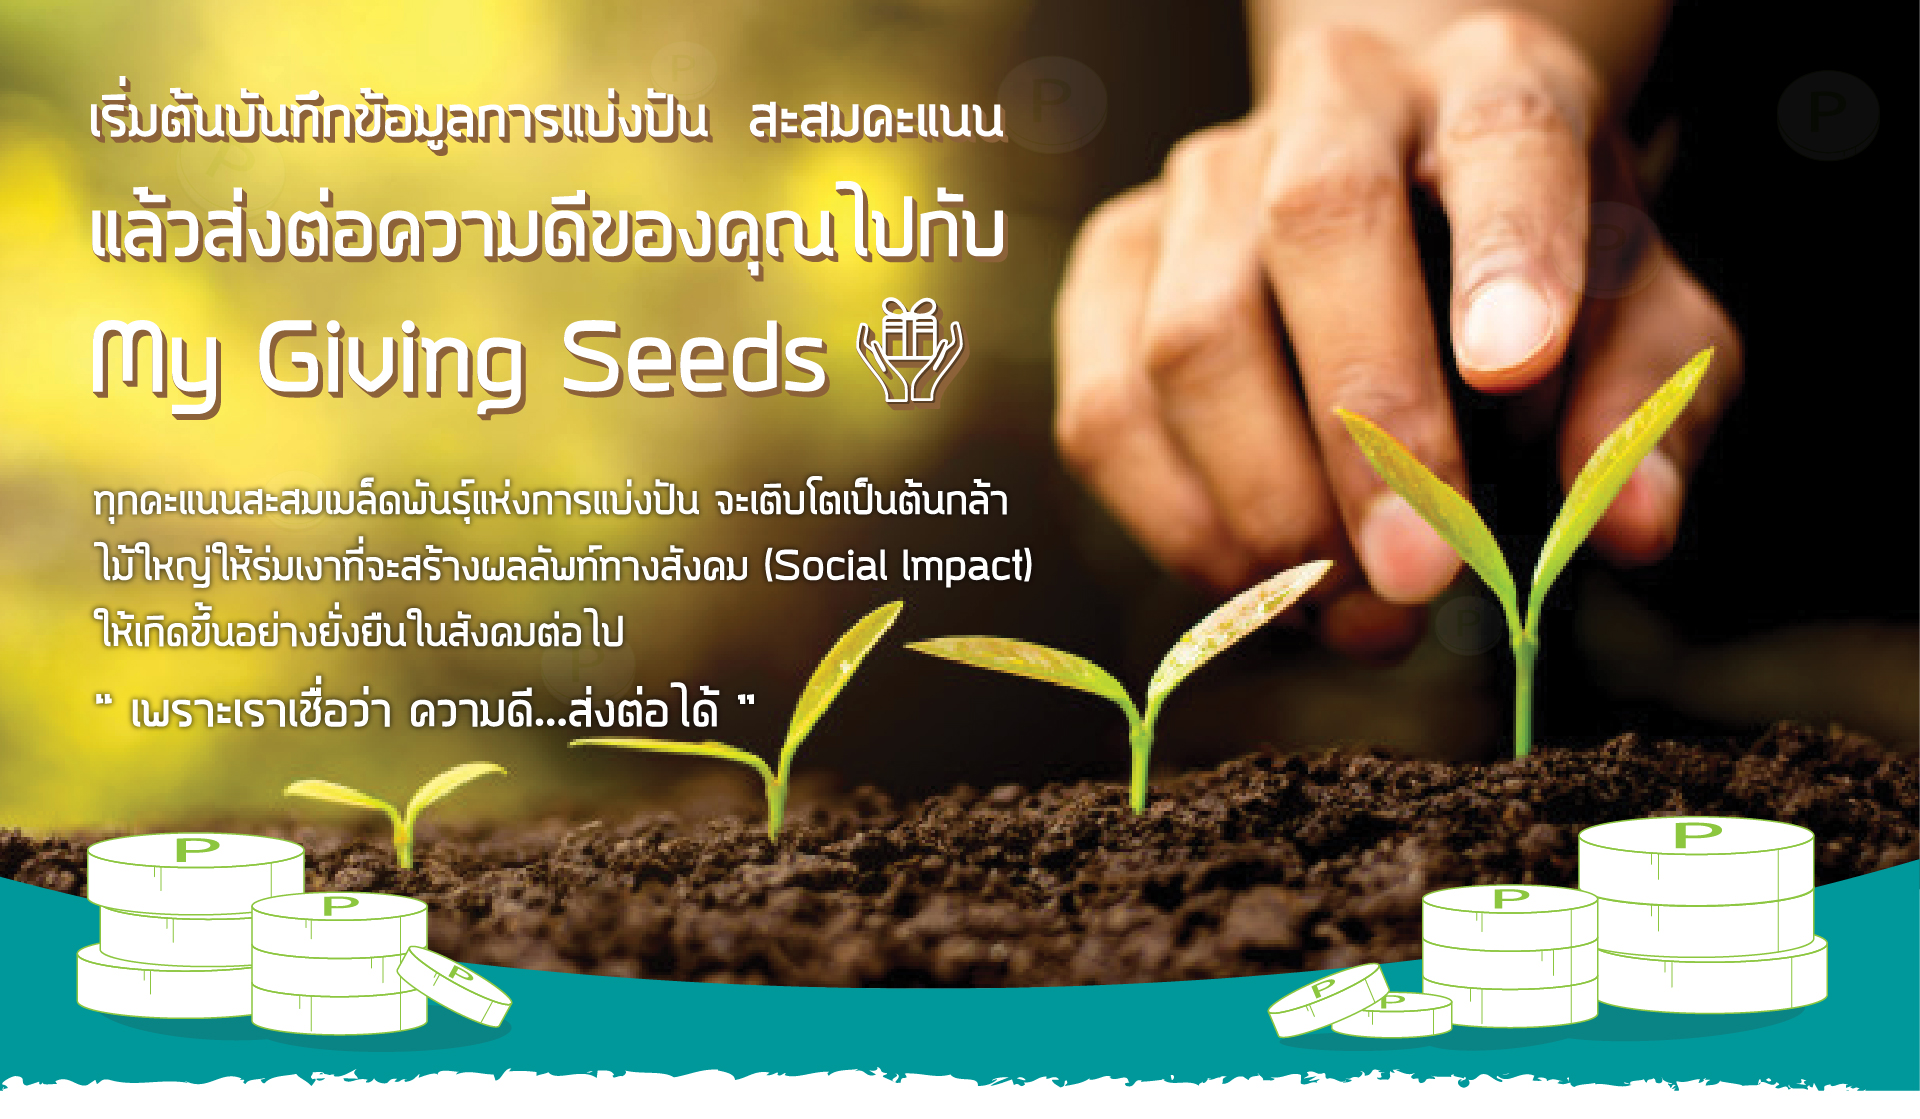 เริ่มต้นบันทึกข้อมูลการแบ่งปัน สะสมคะแนน
แล้วส่งต่อความดีของคุณไปกับ
My Giving Seeds
ทุกคะแนนสะสมเมล็ดพันธุ์แห่งการแบ่งปัน จะเติบโตเป็นต้นกล้า
ไม้ใหญ่ให้ร่มเงาที่จะสร้างผลลัพท์ทางสังคม (Social Impact)
ให้เกิดขึ้นอย่างยั่งยืนในสังคมต่อไป
" เพราะเราเชื่อว่า ความดี...ส่งต่อได้ "
P
P
P
P
P
P
P